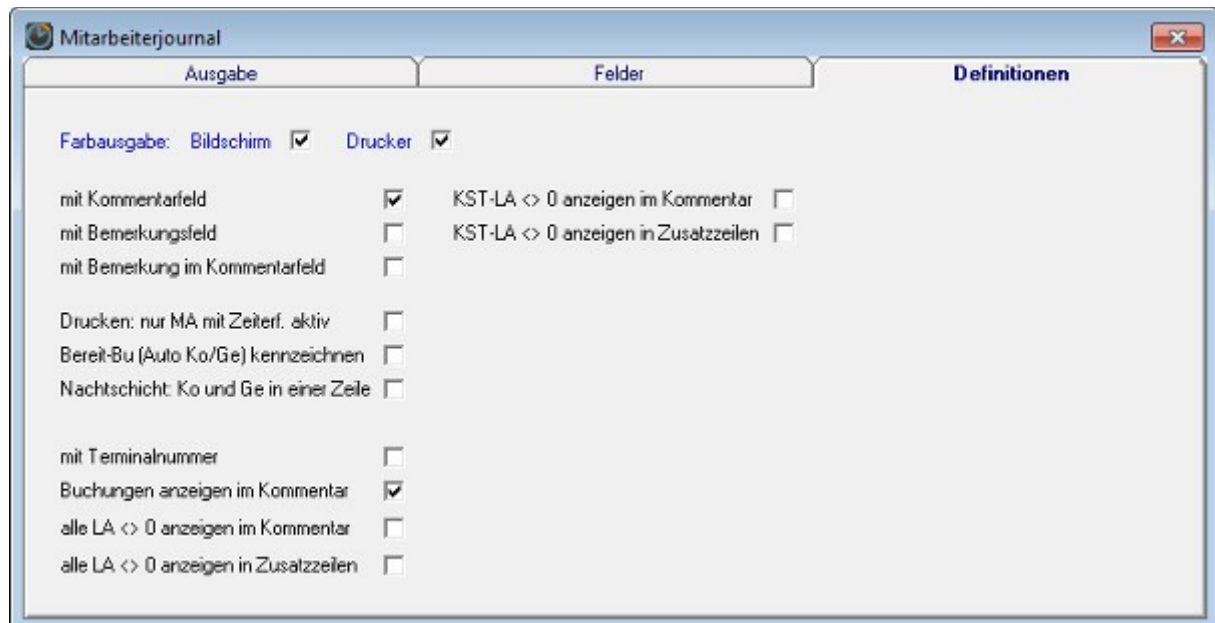 Mitarbeiterjournal
Ausgabe Felder Definitionen
Farbausgabe: Bildschirm Drucker
mit Kommentarfeld KST-LA <> 0 anzeigen im Kommentar
mit Bemerkungsfeld KST-LA <> 0 anzeigen in Zusatzzeilen
mit Bemerkung im Kommentarfeld
Drucken: nur MA mit Zeiterf. aktiv
Bereit-Bu (Auto Ko/Ge) kennzeichnen
Nachtschicht: Ko und Ge in einer Zeile
mit Terminalnummer
Buchungen anzeigen im Kommentar
alle LA <> 0 anzeigen im Kommentar
alle LA <> 0 anzeigen in Zusatzzeilen